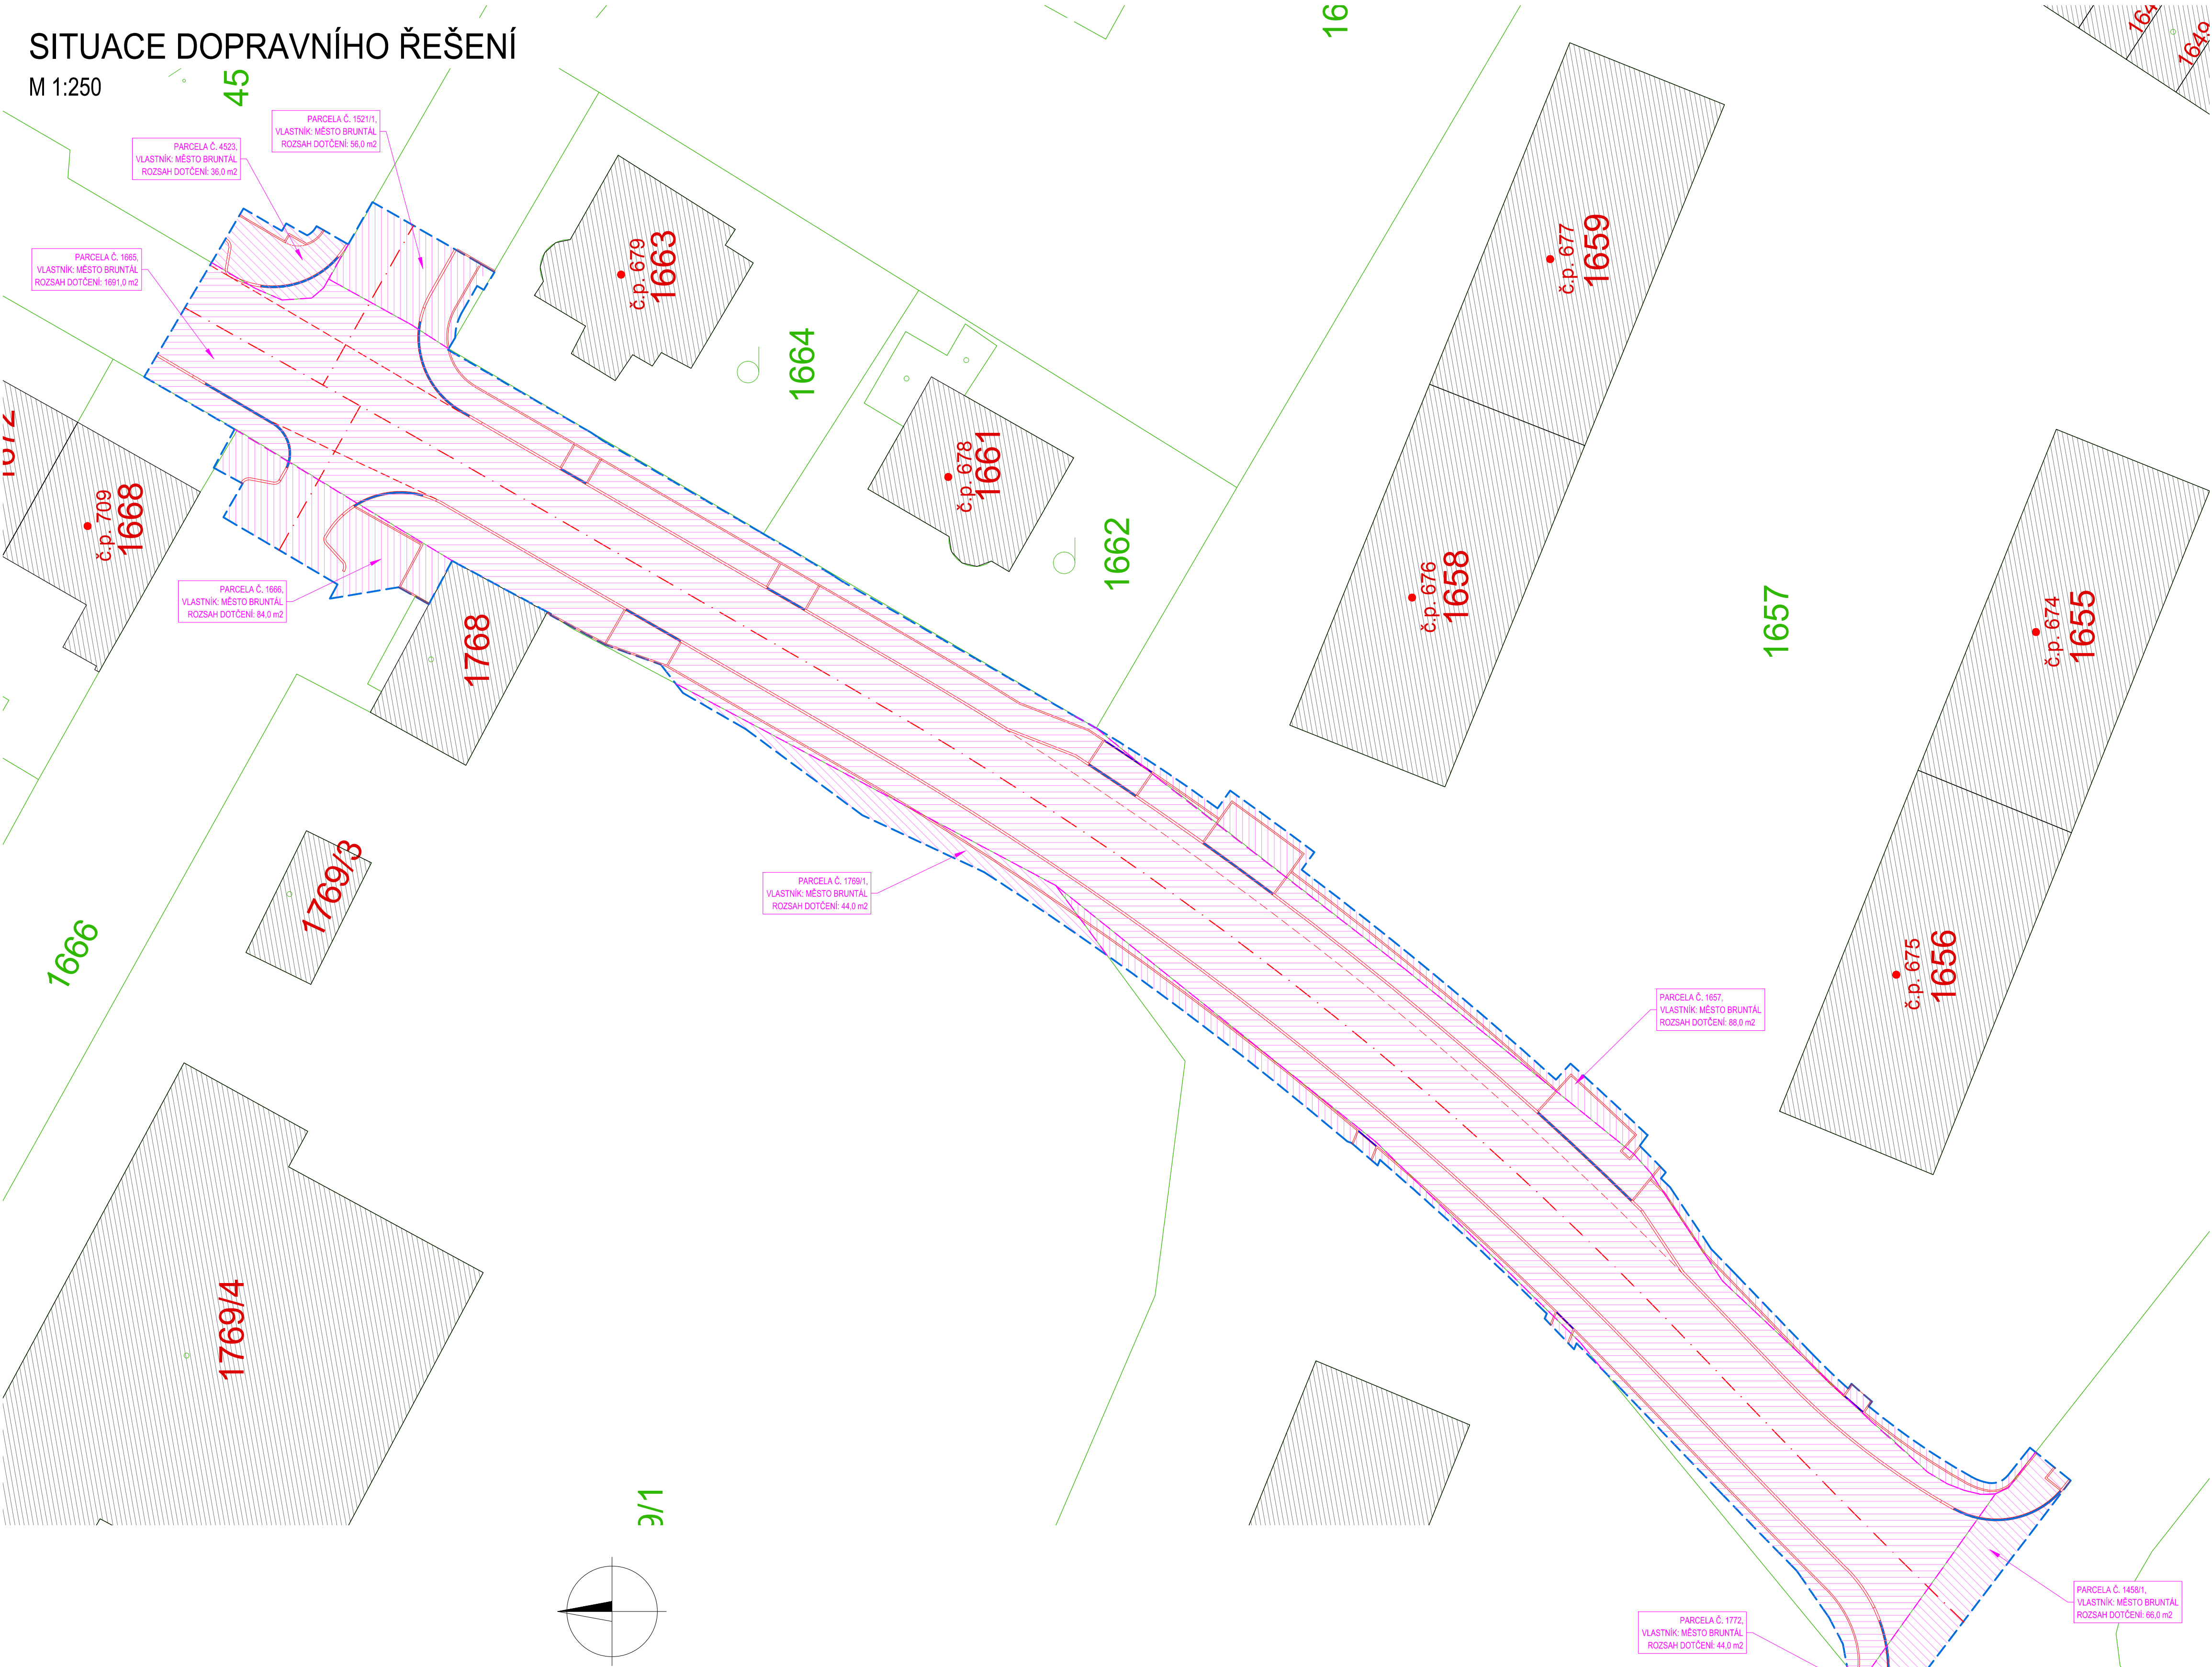 SITUACE DOPRAVNÍHO ŘEŠENÍ
M 1:250
45
16
164
1649
PARCELA Č. 1521/1,
VLASTNÍK: MĚSTO BRUNTÁL
ROZSAH DOTČENÍ: 56,0 m2
PARCELA Č. 4523,
VLASTNÍK: MĚSTO BRUNTÁL
ROZSAH DOTČENÍ: 36,0 m2
PARCELA Č. 1665,
VLASTNÍK: MĚSTO BRUNTÁL
ROZSAH DOTČENÍ: 1691,0 m2
č.p. 679
1663
č.p. 677
1659
1664
č.p. 678
1661
č.p. 709
1668
1662
PARCELA Č. 1666,
VLASTNÍK: MĚSTO BRUNTÁL
ROZSAH DOTČENÍ: 84,0 m2
1768
č.p. 676
1658
1657
č.p. 674
1655
1769/3
PARCELA Č. 1769/1,
VLASTNÍK: MĚSTO BRUNTÁL
ROZSAH DOTČENÍ: 44,0 m2
1666
č.p. 675
1656
PARCELA Č. 1657,
VLASTNÍK: MĚSTO BRUNTÁL
ROZSAH DOTČENÍ: 88,0 m2
1769/4
9/1
PARCELA Č. 1458/1,
VLASTNÍK: MĚSTO BRUNTÁL
ROZSAH DOTČENÍ: 66,0 m2
PARCELA Č. 1772,
VLASTNÍK: MĚSTO BRUNTÁL
ROZSAH DOTČENÍ: 44,0 m2